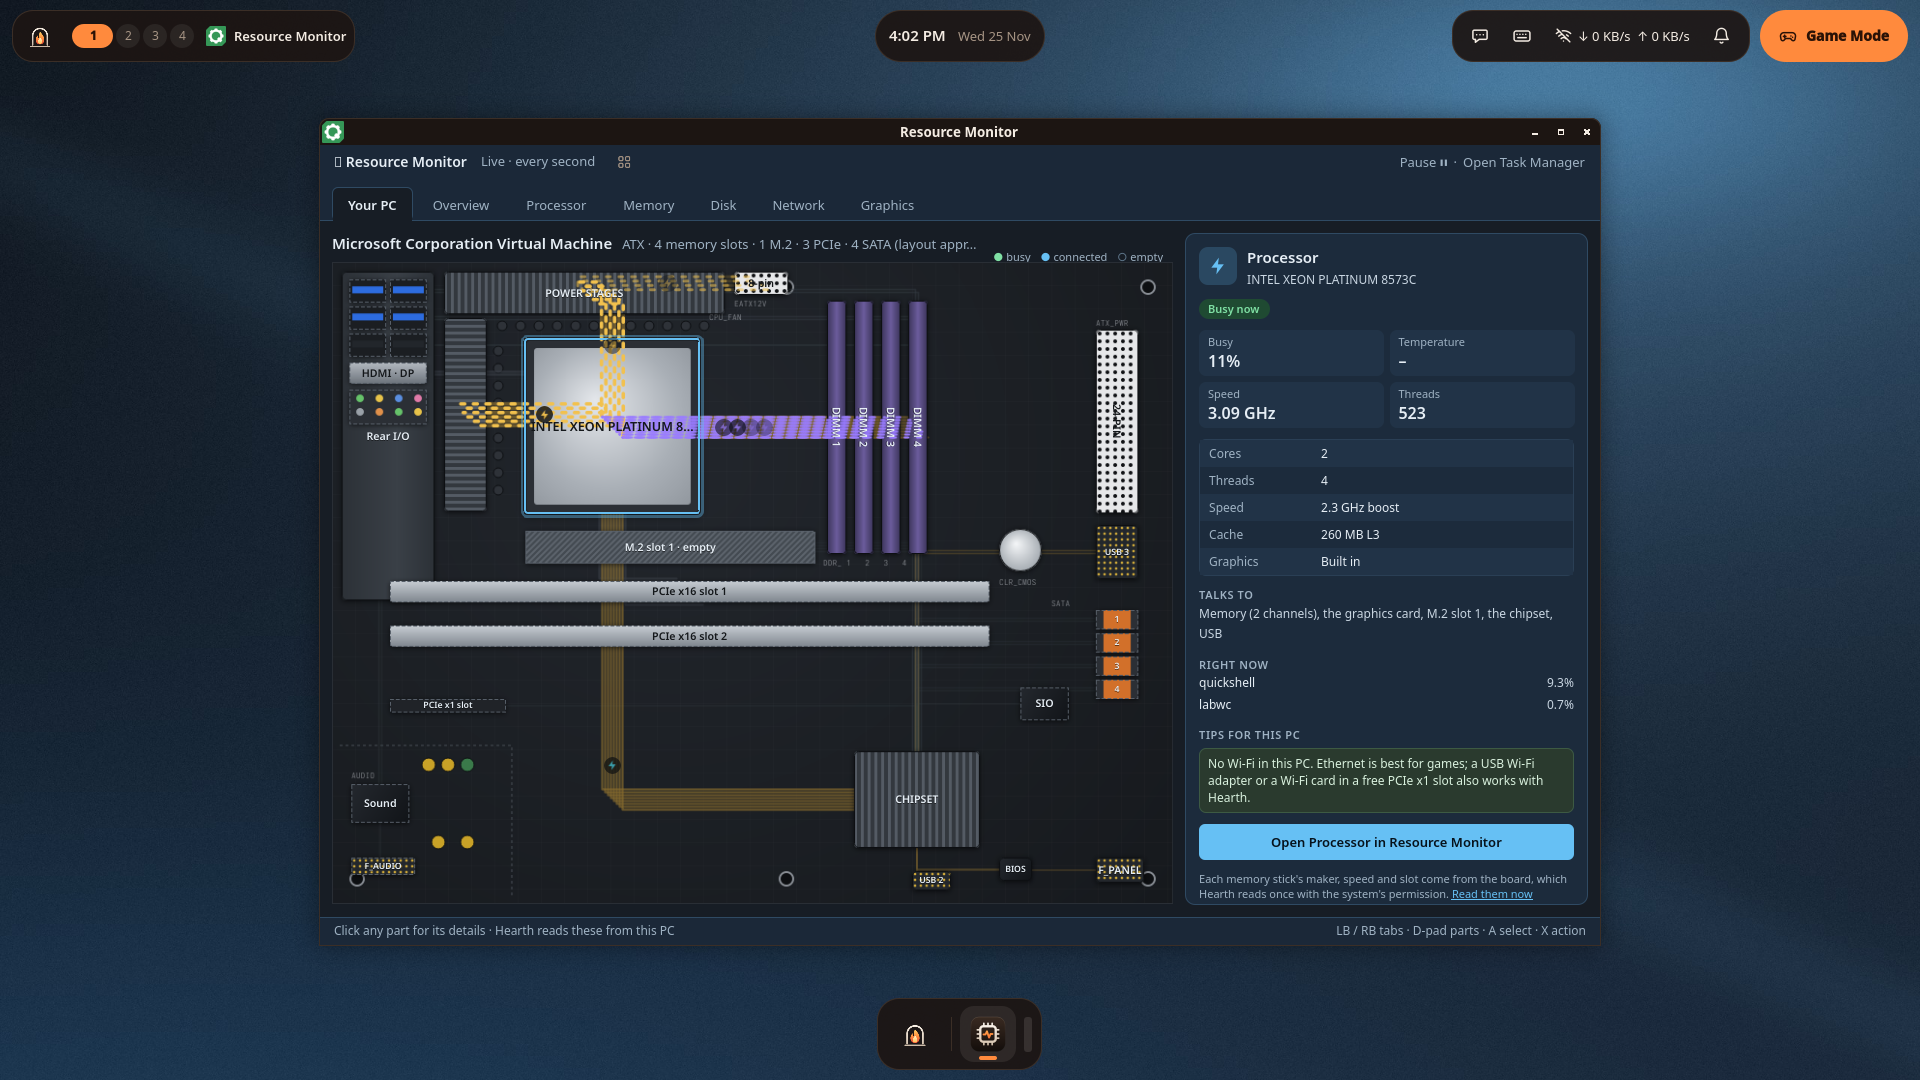 1 2 3 4 Resource Monitor
4:02 PM Wed 25 Nov
↓ 0 KB/s ↑ 0 KB/s
Game Mode
Resource Monitor
Resource Monitor Live · every second
Pause · Open Task Manager
Your PC Overview Processor Memory Disk Network Graphics
Microsoft Corporation Virtual Machine ATX · 4 memory slots · 1 M.2 · 3 PCIe · 4 SATA (layout appr...
busy connected empty
POWER STAGES
8-pin
EATX12V
CPU_FAN
ATX_PWR
HDMI · DP
Rear I/O
INTEL XEON PLATINUM 8...
DIMM 1
DIMM 2
DIMM 3
DIMM 4
24-PIN
M.2 slot 1 · empty
USB 3
DDR_ 1 2 3 4
CLR_CMOS
PCIe x16 slot 1
SATA
1
2
3
4
PCIe x16 slot 2
PCIe x1 slot
SIO
AUDIO
Sound
CHIPSET
F-AUDIO
USB 2
BIOS
F_PANEL
Processor
INTEL XEON PLATINUM 8573C
Busy now
Busy
11%
Temperature
–
Speed
3.09 GHz
Threads
523
Cores 2
Threads 4
Speed 2.3 GHz boost
Cache 260 MB L3
Graphics Built in
TALKS TO
Memory (2 channels), the graphics card, M.2 slot 1, the chipset,
USB
RIGHT NOW
quickshell 9.3%
labwc 0.7%
TIPS FOR THIS PC
No Wi-Fi in this PC. Ethernet is best for games; a USB Wi-Fi
adapter or a Wi-Fi card in a free PCIe x1 slot also works with
Hearth.
Open Processor in Resource Monitor
Each memory stick's maker, speed and slot come from the board, which
Hearth reads once with the system's permission. Read them now
Click any part for its details · Hearth reads these from this PC
LB / RB tabs · D-pad parts · A select · X action